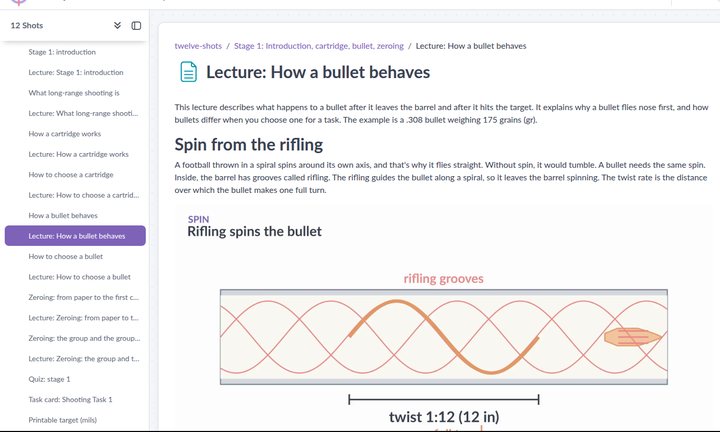 12 Shots
Stage 1: introduction
Lecture: Stage 1: introduction
What long-range shooting is
Lecture: What long-range shooti...
How a cartridge works
Lecture: How a cartridge works
How to choose a cartridge
Lecture: How to choose a cartrid...
How a bullet behaves
Lecture: How a bullet behaves
How to choose a bullet
Lecture: How to choose a bullet
Zeroing: from paper to the first c...
Lecture: Zeroing: from paper to t...
Zeroing: the group and the group...
Lecture: Zeroing: the group and t...
Quiz: stage 1
Task card: Shooting Task 1
Printable target (mils)
twelve-shots / Stage 1: Introduction, cartridge, bullet, zeroing / Lecture: How a bullet behaves
Lecture: How a bullet behaves
This lecture describes what happens to a bullet after it leaves the barrel and after it hits the target. It explains why a bullet flies nose first, and how
bullets differ when you choose one for a task. The example is a .308 bullet weighing 175 grains (gr).
Spin from the rifling
A football thrown in a spiral spins around its own axis, and that's why it flies straight. Without spin, it would tumble. A bullet needs the same spin.
Inside, the barrel has grooves called rifling. The rifling guides the bullet along a spiral, so it leaves the barrel spinning. The twist rate is the distance
over which the bullet makes one full turn.
SPIN
Rifling spins the bullet
rifling grooves
twist 1:12 (12 in)